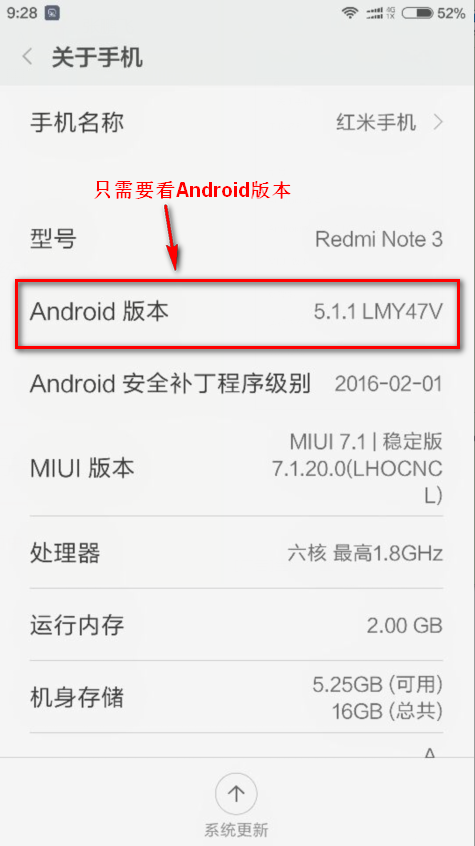 9:28 4G 1X 52%
关于手机
手机名称 红米手机
只需要看Android版本
型号 Redmi Note 3
Android 版本 5.1.1 LMY47V
Android 安全补丁程序级别 2016-02-01
MIUI 7.1 | 稳定版
MIUI 版本 7.1.20.0(LHOCNC
L)
处理器 六核 最高1.8GHz
运行内存 2.00 GB
5.25GB (可用)
机身存储
16GB (总共)
系统更新